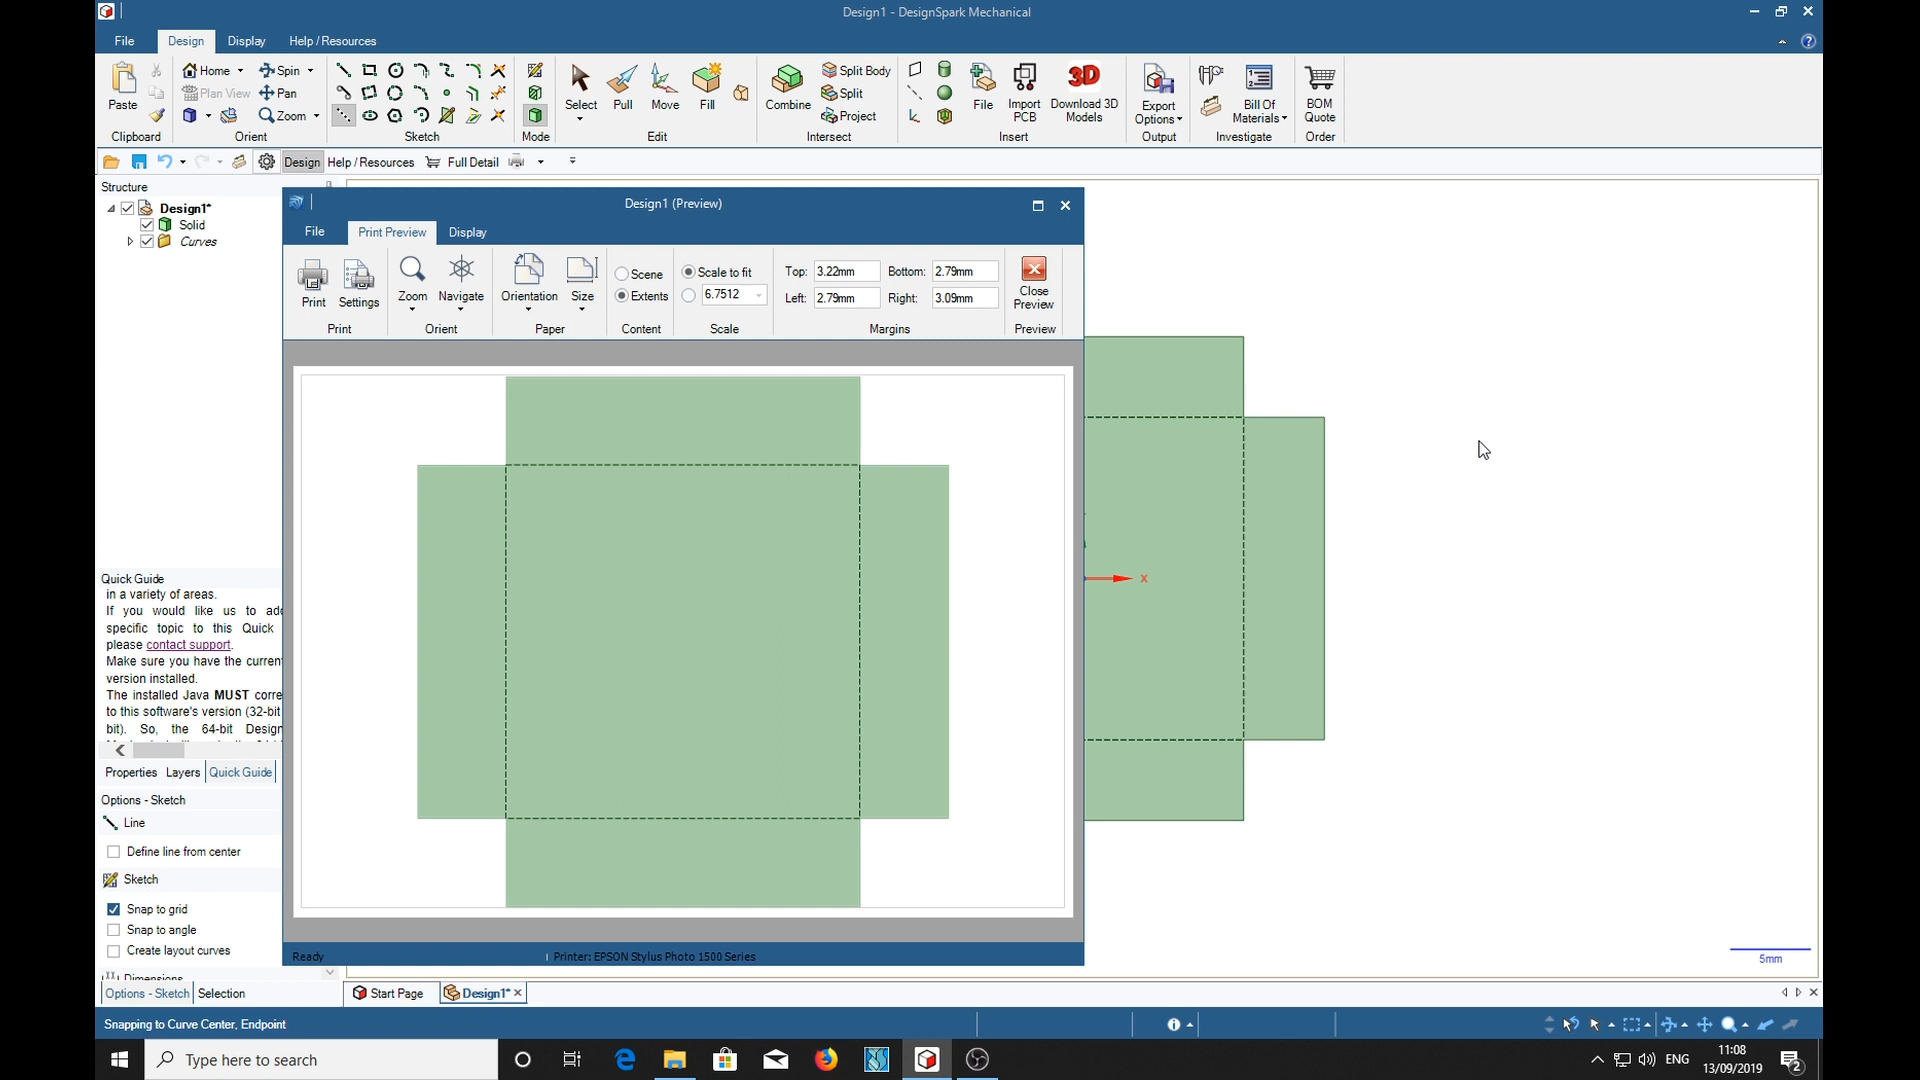 Design1 - DesignSpark Mechanical
File Design Display Help / Resources
Paste
Clipboard
Home
Plan View
Spin
Pan
Zoom
Orient
Sketch
Mode
Select
Pull
Move
Fill
Edit
Combine
Split Body
Split
Project
Intersect
File
Import PCB
Download 3D Models
Insert
Export Options
Output
Bill Of Materials
Investigate
BOM Quote
Order
Design Help / Resources Full Detail
Structure
Design1*
Solid
Curves
Design1 (Preview)
File Print Preview Display
Print
Settings
Print
Zoom
Navigate
Orient
Orientation
Size
Paper
Scene
Extents
Content
Scale to fit
6.7512
Scale
Top: 3.22mm Bottom: 2.79mm
Left: 2.79mm Right: 3.09mm
Margins
Close Preview
Preview
X
Quick Guide
in a variety of areas.
If you would like us to
specific topic to this Quick
please contact support.
Make sure you have the
version installed.
The installed Java MUST
to this software's version (32-bit
bit). So, the 64-bit
Properties Layers Quick Guide
Options - Sketch
Line
Define line from center
Sketch
Snap to grid
Snap to angle
Create layout curves
Dimensions
Ready Printer: EPSON Stylus Photo 1500 Series
5mm
Options - Sketch Selection
Start Page Design1*
Snapping to Curve Center, Endpoint
Type here to search
ENG
11:08
13/09/2019
2